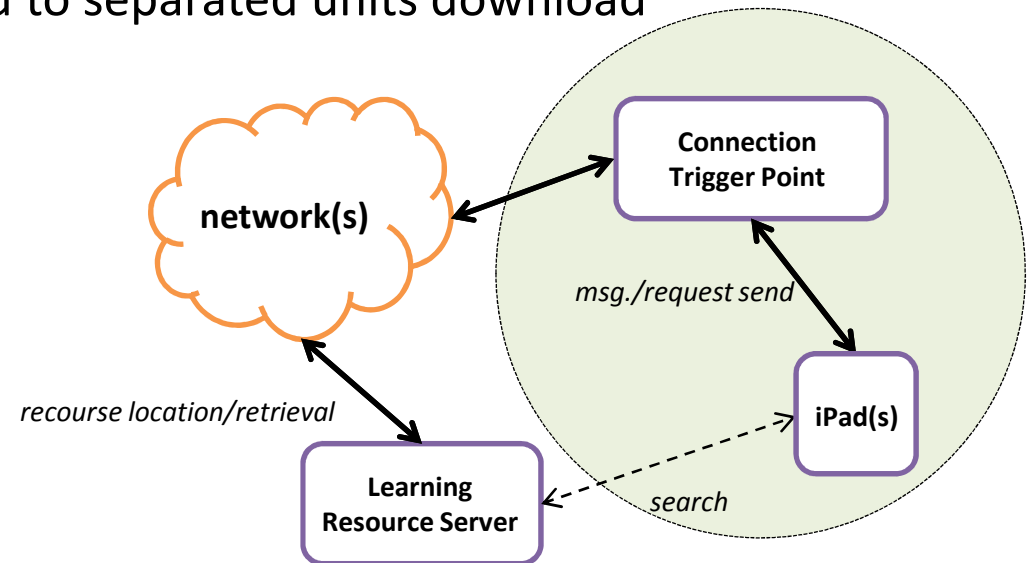 d to separated units download
Connection
Trigger Point
network(s)
msg./request send
iPad(s)
recourse location/retrieval
Learning
Resource Server
search